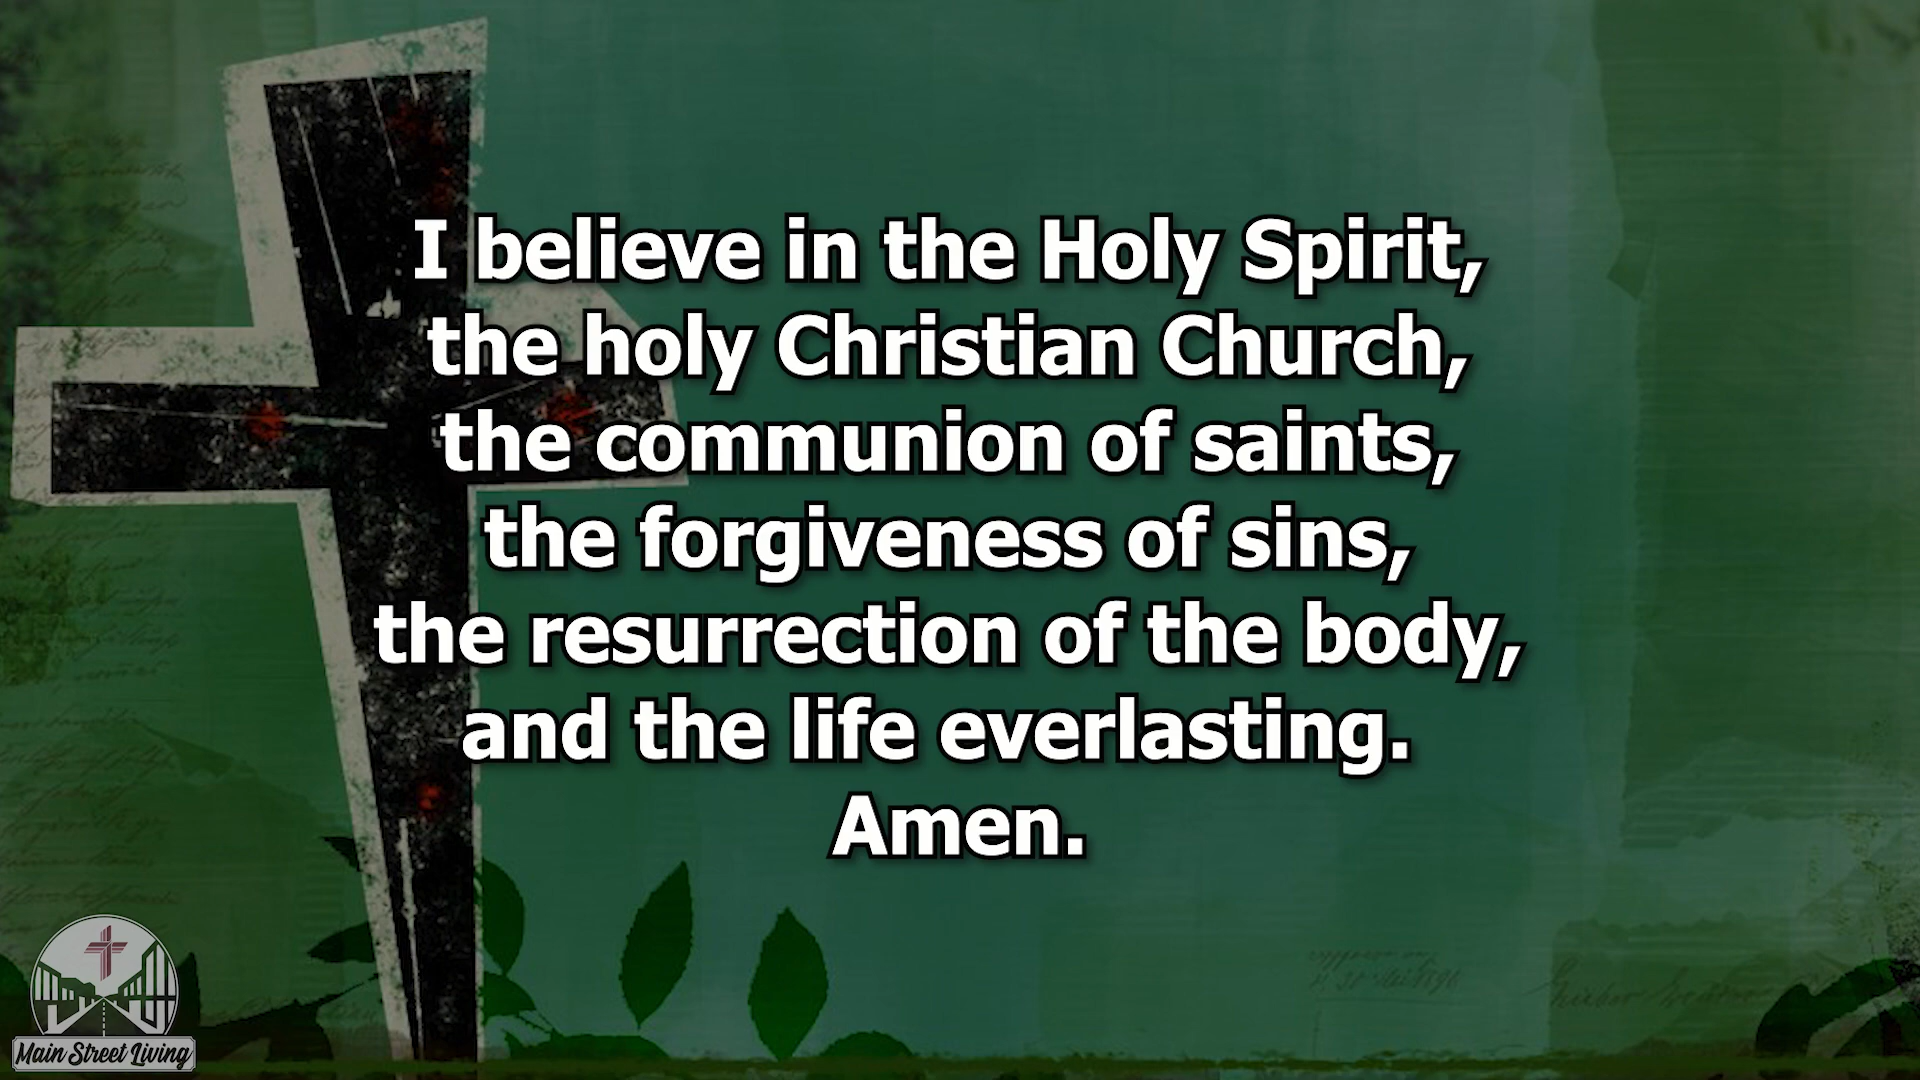 I believe in the Holy Spirit,
the holy Christian Church,
the communion of saints,
the forgiveness of sins,
the resurrection of the body,
and the life everlasting.
Amen.
Main Street Living